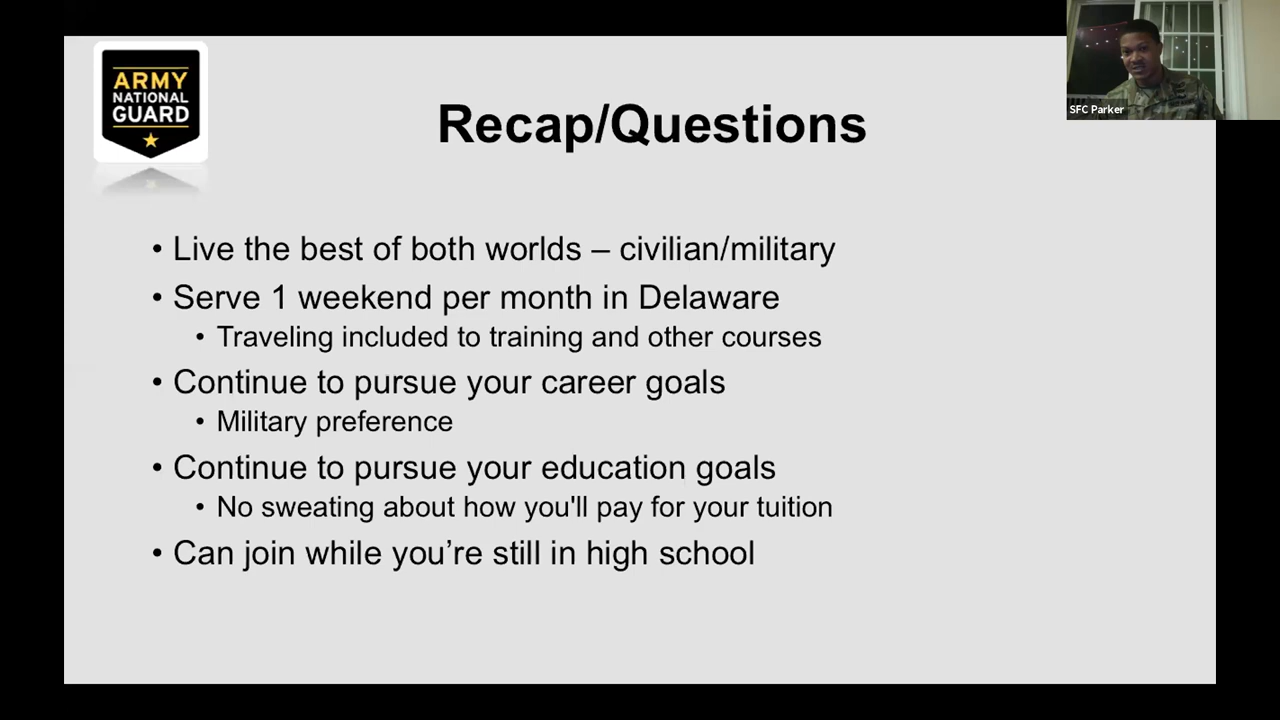 ARMY
NATIONAL
GUARD
Recap/Questions
SFC Parker
• Live the best of both worlds – civilian/military
• Serve 1 weekend per month in Delaware
• Traveling included to training and other courses
• Continue to pursue your career goals
• Military preference
• Continue to pursue your education goals
• No sweating about how you'll pay for your tuition
• Can join while you’re still in high school